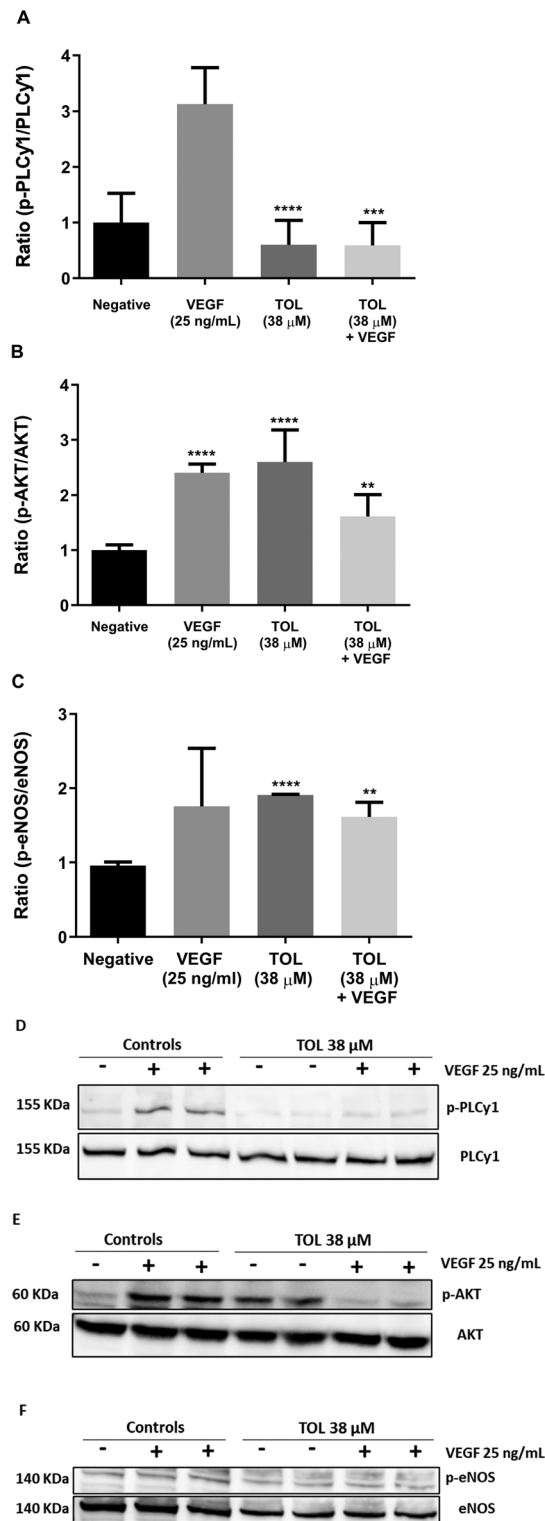 A
Ratio (p-PLCy1/PLCy1)
4
3
2
1
0
****
***
Negative VEGF TOL TOL
(25 ng/mL) (38 μM) (38 μM)
+ VEGF
B
Ratio (p-AKT/AKT)
4
3
2
1
0
****
****
**
Negative VEGF TOL TOL
(25 ng/mL) (38 μM) (38 μM)
+ VEGF
C
Ratio (p-eNOS/eNOS)
3
2
1
0
****
**
Negative VEGF TOL TOL
(25 ng/ml) (38 μM) (38 μM)
+ VEGF
D
Controls TOL 38 μM
- + + - - + + VEGF 25 ng/mL
155 KDa p-PLCy1
155 KDa PLCy1
E
Controls TOL 38 μM
- + + - - + + VEGF 25 ng/mL
60 KDa p-AKT
60 KDa AKT
F
Controls TOL 38 μM
- + + - - + + VEGF 25 ng/mL
140 KDa p-eNOS
140 KDa eNOS